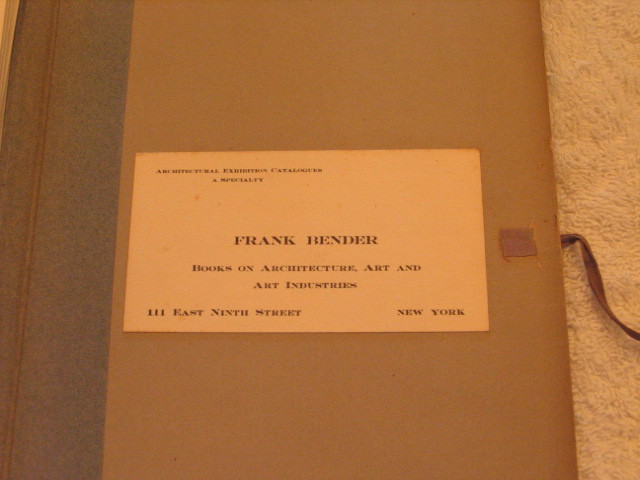 Architectural Exhibition Catalogues
a Specialty
FRANK BENDER
Books on Architecture, Art and
Art Industries
111 East Ninth Street
NEW YORK